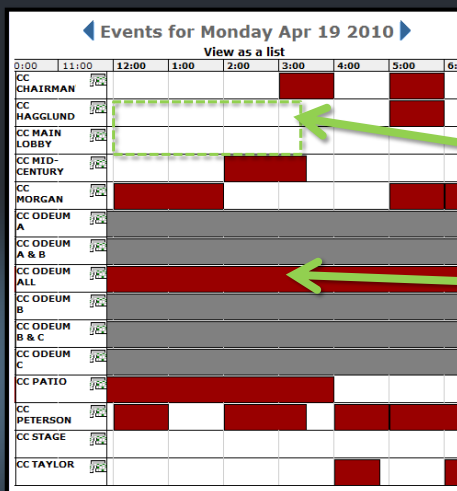 Events for Monday Apr 19 2010
View as a list
0:00 11:00 12:00 1:00 2:00 3:00 4:00 5:00 6:
CC
CHAIRMAN
CC
HAGGLUND
CC MAIN
LOBBY
CC MID-
CENTURY
CC
MORGAN
CC ODEUM
A
CC ODEUM
A & B
CC ODEUM
ALL
CC ODEUM
B
CC ODEUM
B & C
CC ODEUM
C
CC PATIO
CC
PETERSON
CC STAGE
CC TAYLOR